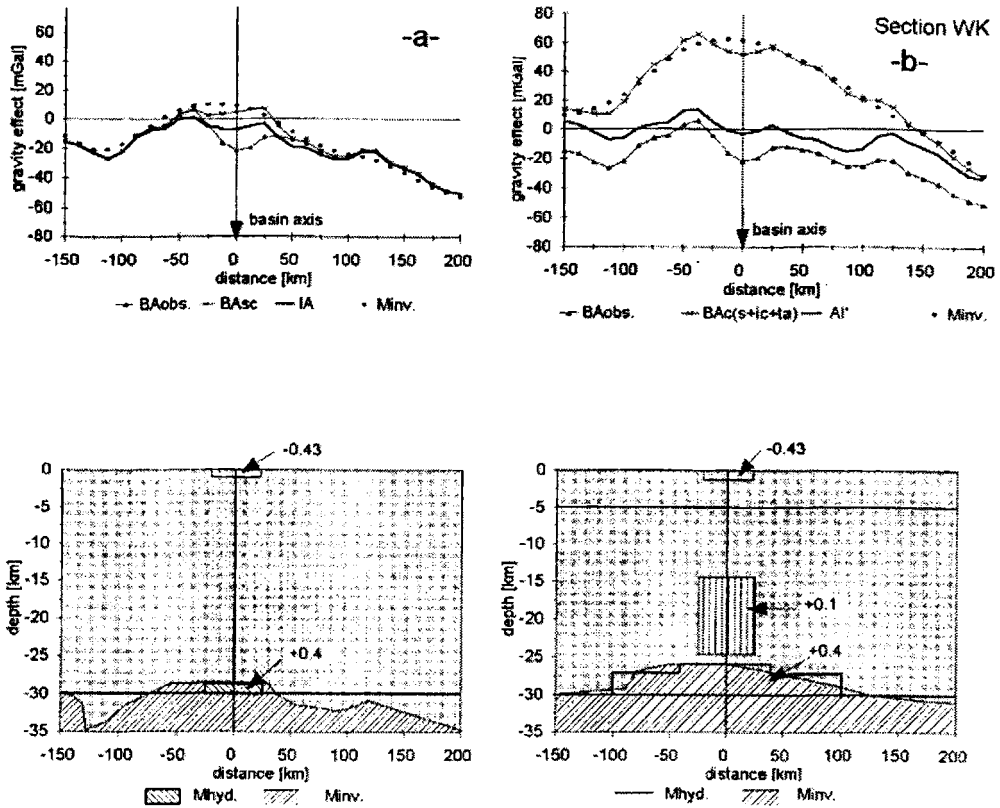 -a-
60
40
20
0
-20
-40
-60
-80
gravity effect [mGal]
basin axis
-150 -100 -50 0 50 100 150 200
distance [km]
BAobs. BAsc IA Minv.
Section WK
-b-
80
60
40
20
0
-20
-40
-60
-80
gravity effect [mGal]
basin axis
-150 -100 -50 0 50 100 150 200
distance [km]
BAobs. BAc(s+ic+ta) AI' Minv.
-0.43
0
-5
-10
-15
-20
-25
-30
-35
depth [km]
+0.4
-150 -100 -50 0 50 100 150 200
distance [km]
Mhyd. Minv.
-0.43
0
-5
-10
-15
-20
-25
-30
-35
depth [km]
+0.1
+0.4
-150 -100 -50 0 50 100 150 200
distance [km]
Mhyd. Minv.